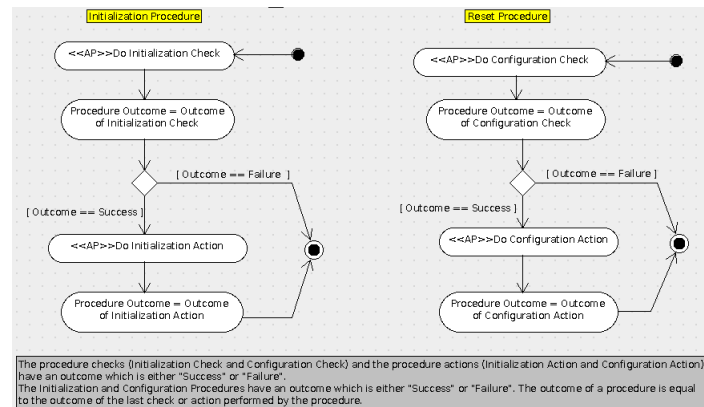 Initialization Procedure
<<AP>>Do Initialization Check
Procedure Outcome = Outcome
of Initialization Check
[ Outcome == Failure ]
[ Outcome == Success ]
<<AP>>Do Initialization Action
Procedure Outcome = Outcome
of Initialization Action
Reset Procedure
<<AP>>Do Configuration Check
Procedure Outcome = Outcome
of Configuration Check
[ Outcome == Failure ]
[ Outcome == Success ]
<<AP>>Do Configuration Action
Procedure Outcome = Outcome
of Configuration Action
The procedure checks (Initialization Check and Configuration Check) and the procedure actions (Initialization Action and Configuration Action)
have an outcome which is either "Success" or "Failure".
The Initialization and Configuration Procedures have an outcome which is either "Success" or "Failure". The outcome of a procedure is equal
to the outcome of the last check or action performed by the procedure.